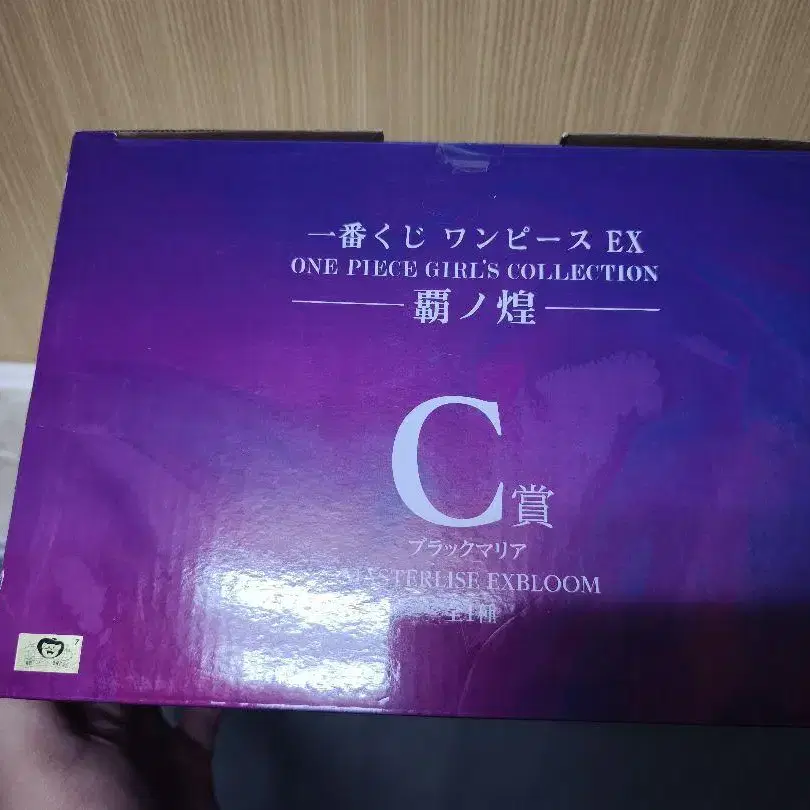 一番くじ ワンピース EX
ONE PIECE GIRL'S COLLECTION
覇ノ煌
C賞
ブラックマリア
MASTERLISE EXBLOOM
全1種
7